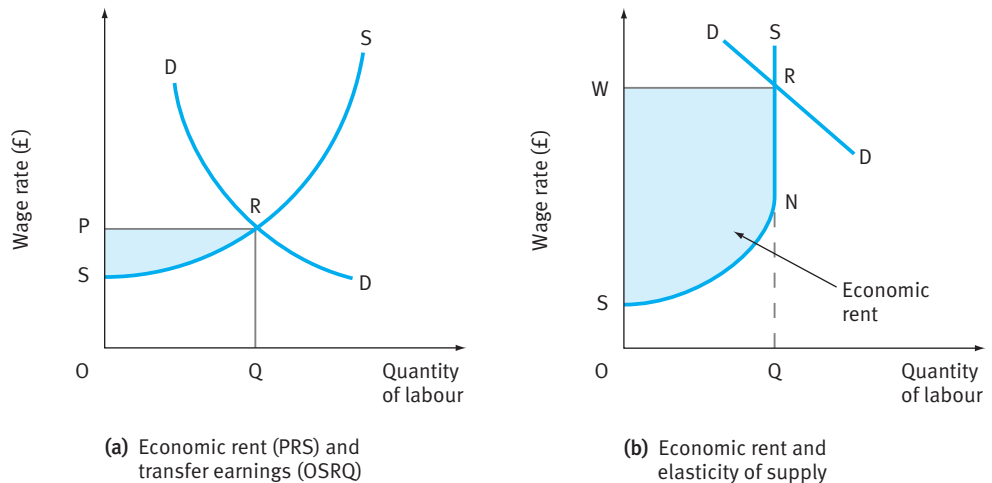 Wage rate (£)
D
S
P
R
S
D
O
Q
Quantity
of labour
(a) Economic rent (PRS) and
transfer earnings (OSRQ)
Wage rate (£)
D
S
W
R
D
N
Economic
rent
S
O
Q
Quantity
of labour
(b) Economic rent and
elasticity of supply